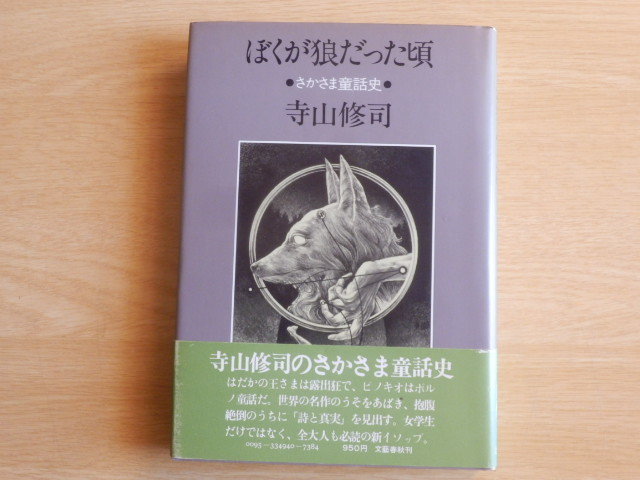 ぼくが狼だった頃
●さかさま童話史●
寺山修司
寺山修司のさかさま童話史
はだかの王さまは露出狂で、ピノキオはポル
ノ童話だ。世界の名作のうそをあばき、抱腹
絶倒のうちに「詩と真実」を見出す。女学生
だけではなく、全大人も必読の新イソップ。
0095—334940—7384 950円 文藝春秋刊